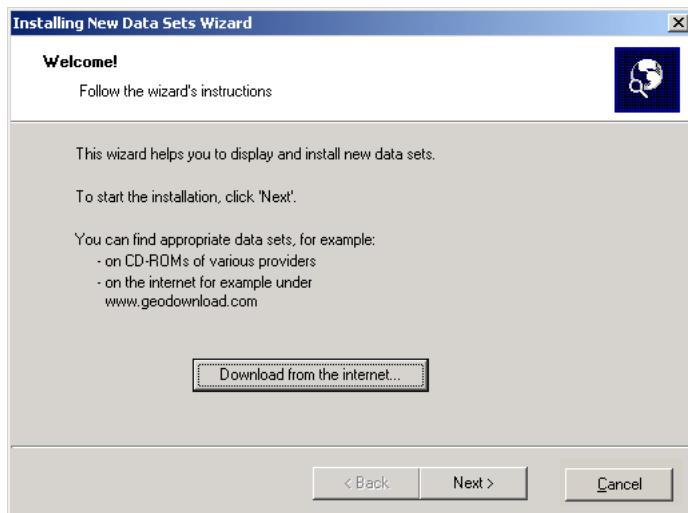 Installing New Data Sets Wizard
Welcome!
Follow the wizard's instructions
This wizard helps you to display and install new data sets.
To start the installation, click 'Next'.
You can find appropriate data sets, for example:
- on CD-ROMs of various providers
- on the internet for example under
www.geodownload.com
Download from the internet...
< Back
Next >
Cancel